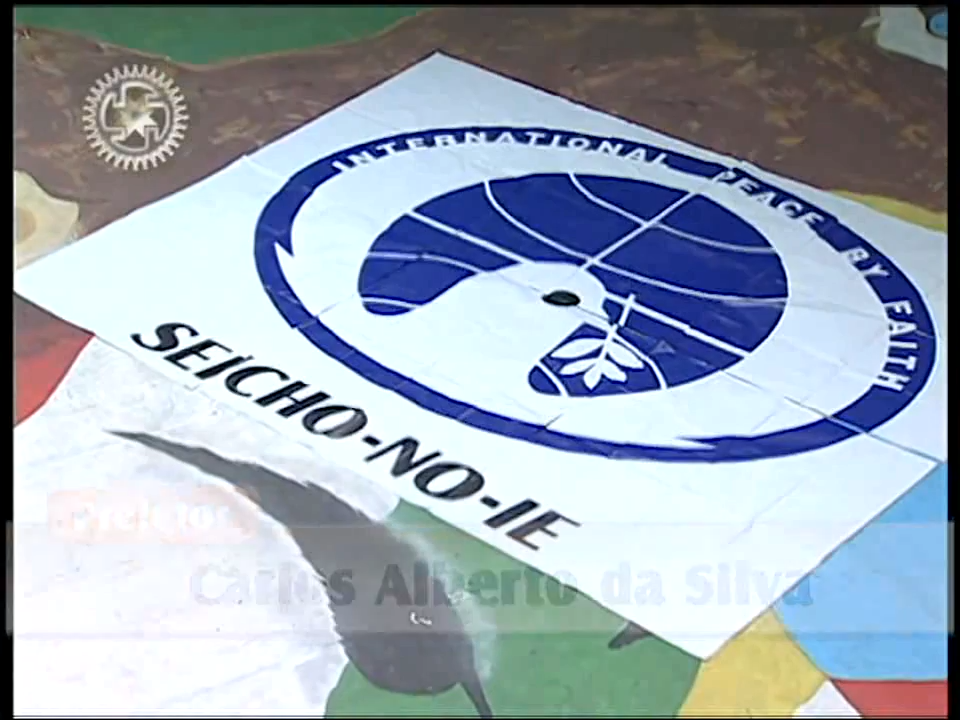 INTERNATIONAL PEACE BY FAITH
SEICHO-NO-IE
Preletor
Carlos Alberto da Silva